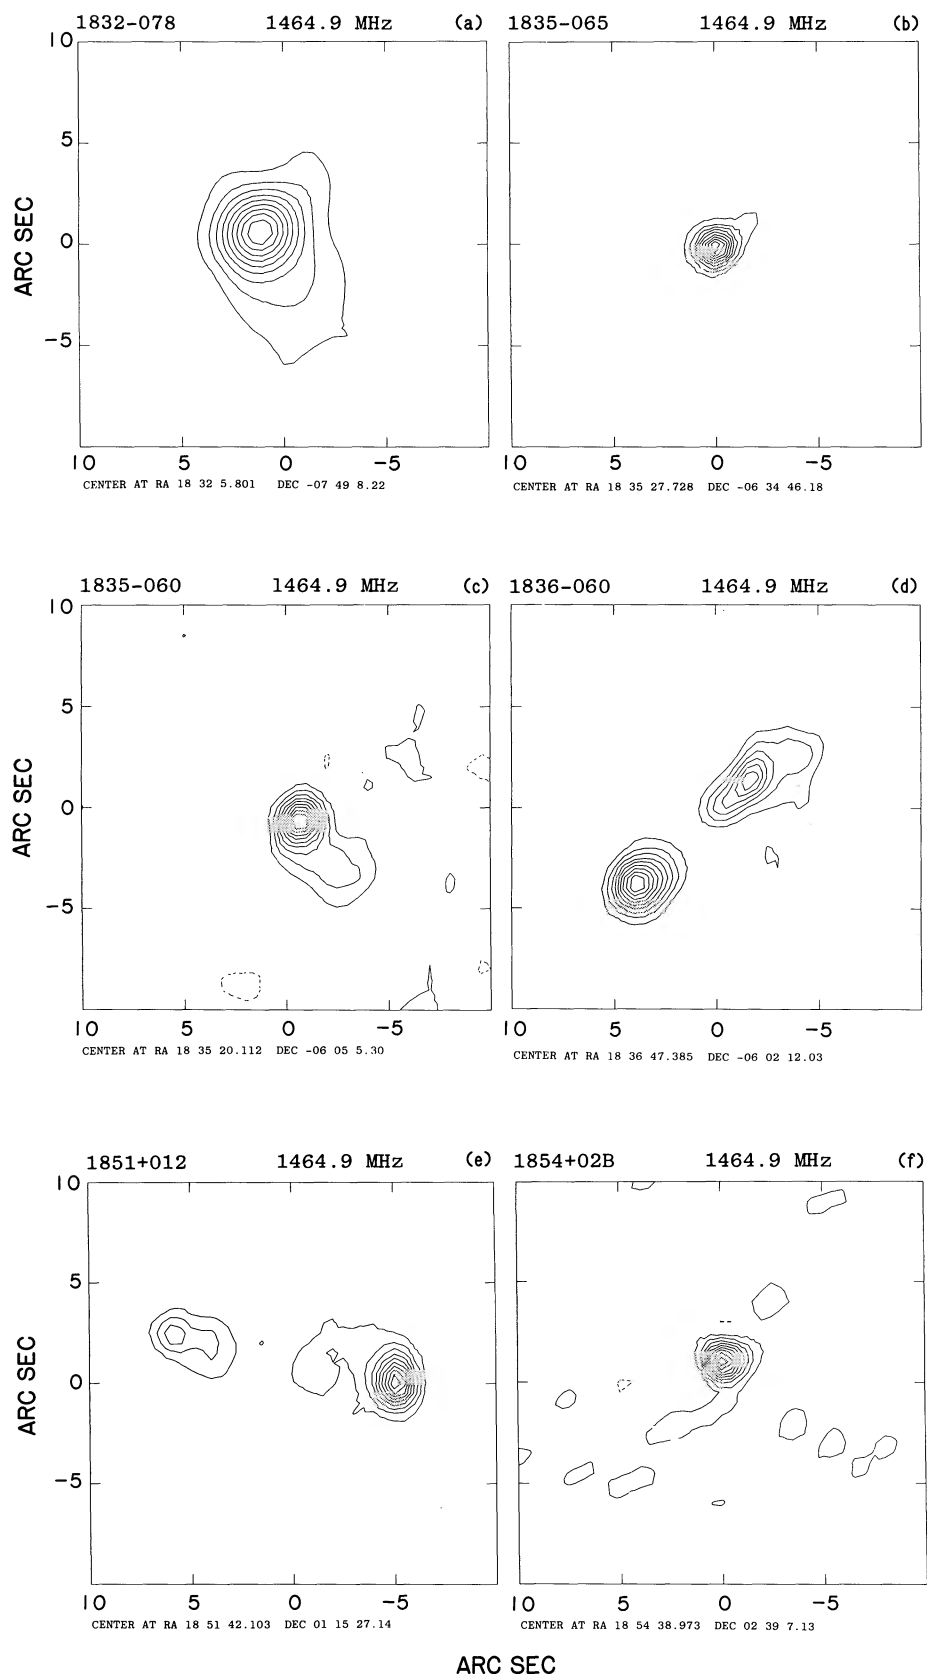 1832-078 1464.9 MHz (a)
1835-065 1464.9 MHz (b)
10
5
0
-5
ARC SEC
10 5 0 -5
10 5 0 -5
CENTER AT RA 18 32 5.801 DEC -07 49 8.22
CENTER AT RA 18 35 27.728 DEC -06 34 46.18
1835-060 1464.9 MHz (c)
1836-060 1464.9 MHz (d)
10
5
0
-5
ARC SEC
10 5 0 -5
10 5 0 -5
CENTER AT RA 18 35 20.112 DEC -06 05 5.30
CENTER AT RA 18 36 47.385 DEC -06 02 12.03
1851+012 1464.9 MHz (e)
1854+02B 1464.9 MHz (f)
10
5
0
-5
ARC SEC
10 5 0 -5
10 5 0 -5
CENTER AT RA 18 51 42.103 DEC 01 15 27.14
CENTER AT RA 18 54 38.973 DEC 02 39 7.13
ARC SEC